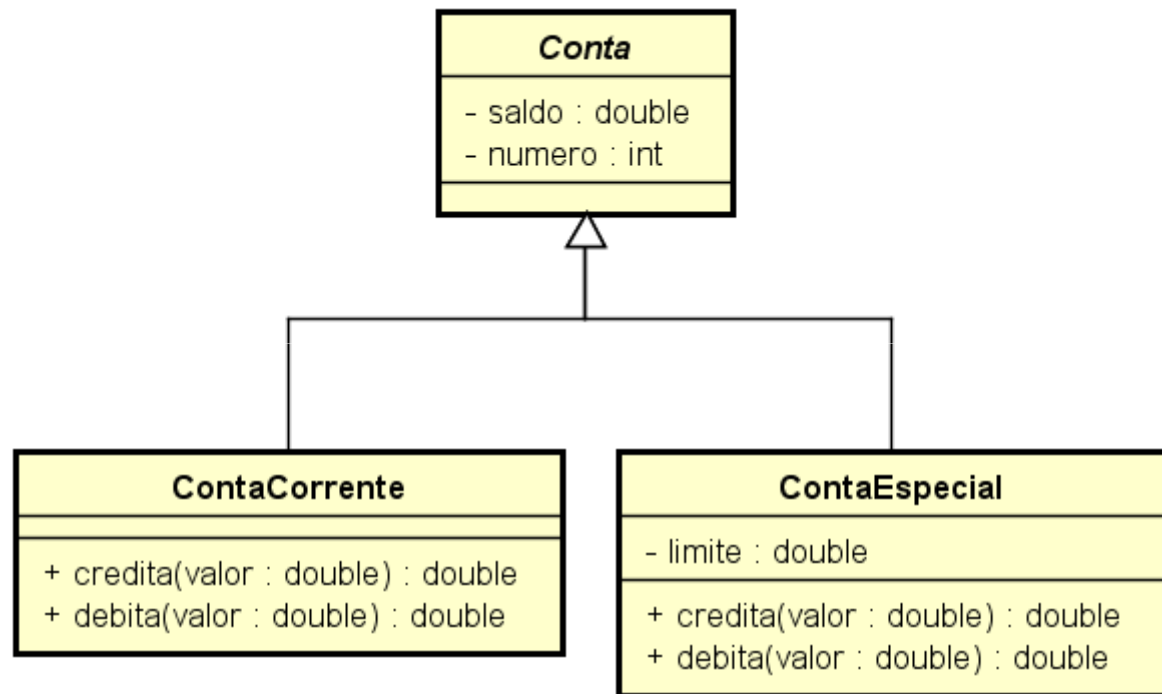 Conta
- saldo : double
- numero : int
ContaCorrente
+ credita(valor : double) : double
+ debita(valor : double) : double
ContaEspecial
- limite : double
+ credita(valor : double) : double
+ debita(valor : double) : double